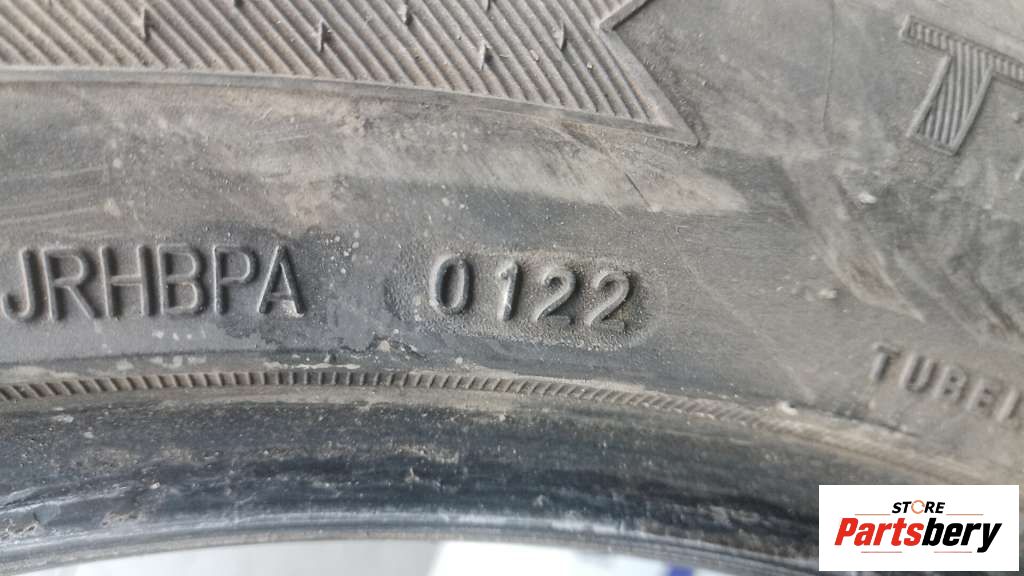 T
JRHBPA 0122
TUBEL
STORE
Partsbery